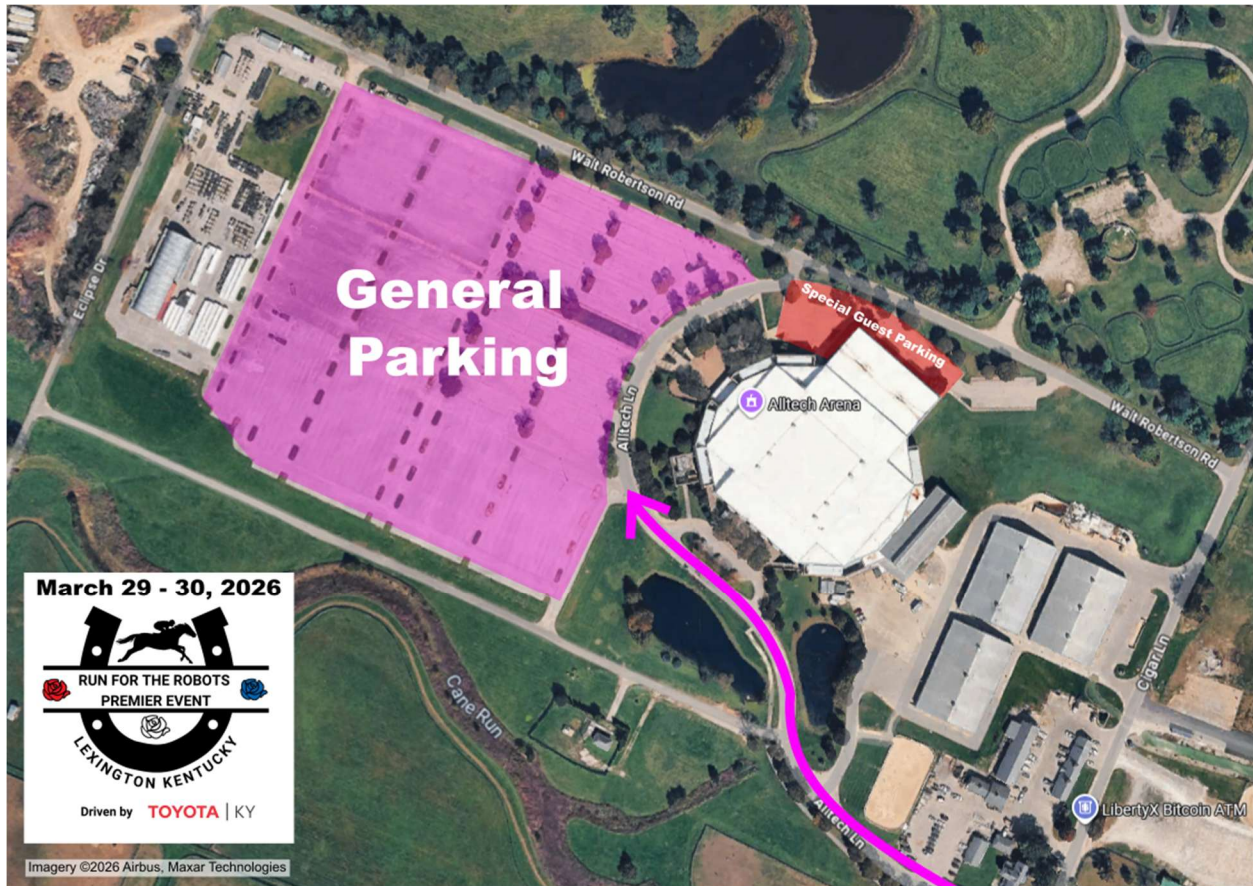 Wait Robertson Rd
Eclipse Dr
General
Parking
Special Guest Parking
Alltech Ln
Alltech Arena
Wait Robertson Rd
March 29 - 30, 2026
RUN FOR THE ROBOTS
PREMIER EVENT
LEXINGTON KENTUCKY
Driven by TOYOTA | KY
Cane Run
Cigar Ln
Alltech Ln
LibertyX Bitcoin ATM
Imagery ©2026 Airbus, Maxar Technologies